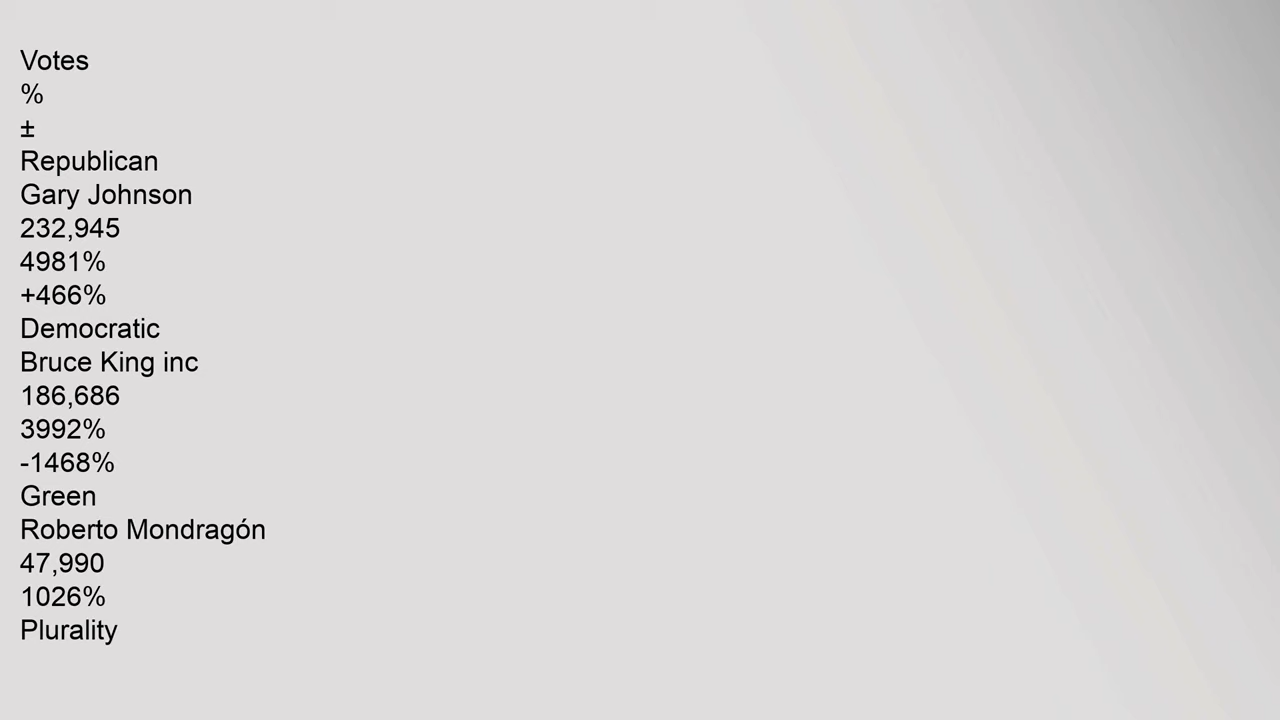 Votes
%
±
Republican
Gary Johnson
232,945
4981%
+466%
Democratic
Bruce King inc
186,686
3992%
-1468%
Green
Roberto Mondragón
47,990
1026%
Plurality